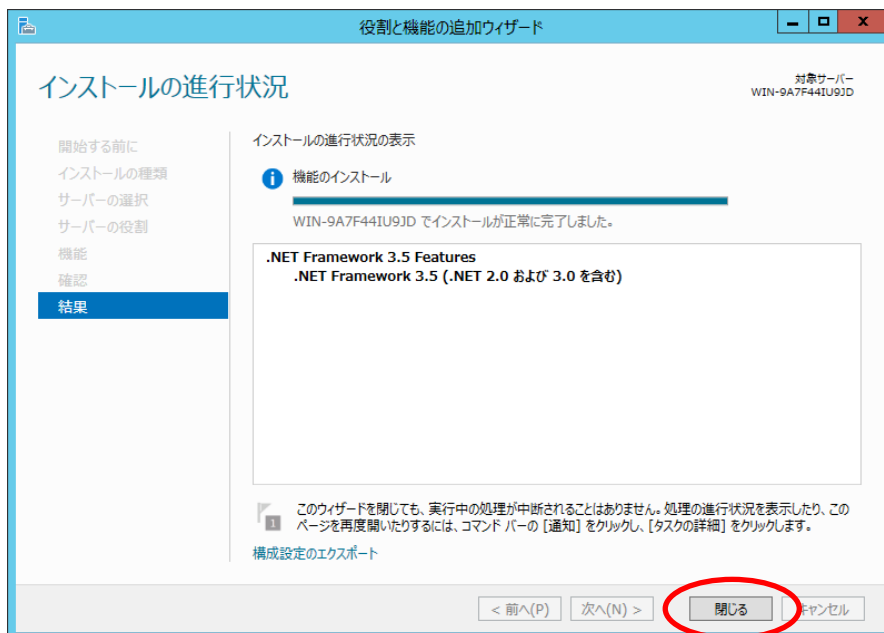 役割と機能の追加ウィザード
インストールの進行状況
対象サーバー
WIN-9A7F44IU9JD
開始する前に
インストールの種類
サーバーの選択
サーバーの役割
機能
確認
結果
インストールの進行状況の表示
機能のインストール
WIN-9A7F44IU9JD でインストールが正常に完了しました。
.NET Framework 3.5 Features
.NET Framework 3.5 (.NET 2.0 および 3.0 を含む)
1
このウィザードを閉じても、実行中の処理が中断されることはありません。処理の進行状況を表示したり、この
ページを再度開いたりするには、コマンド バーの [通知] をクリックし、[タスクの詳細] をクリックします。
構成設定のエクスポート
< 前へ(P)
次へ(N) >
閉じる
キャンセル